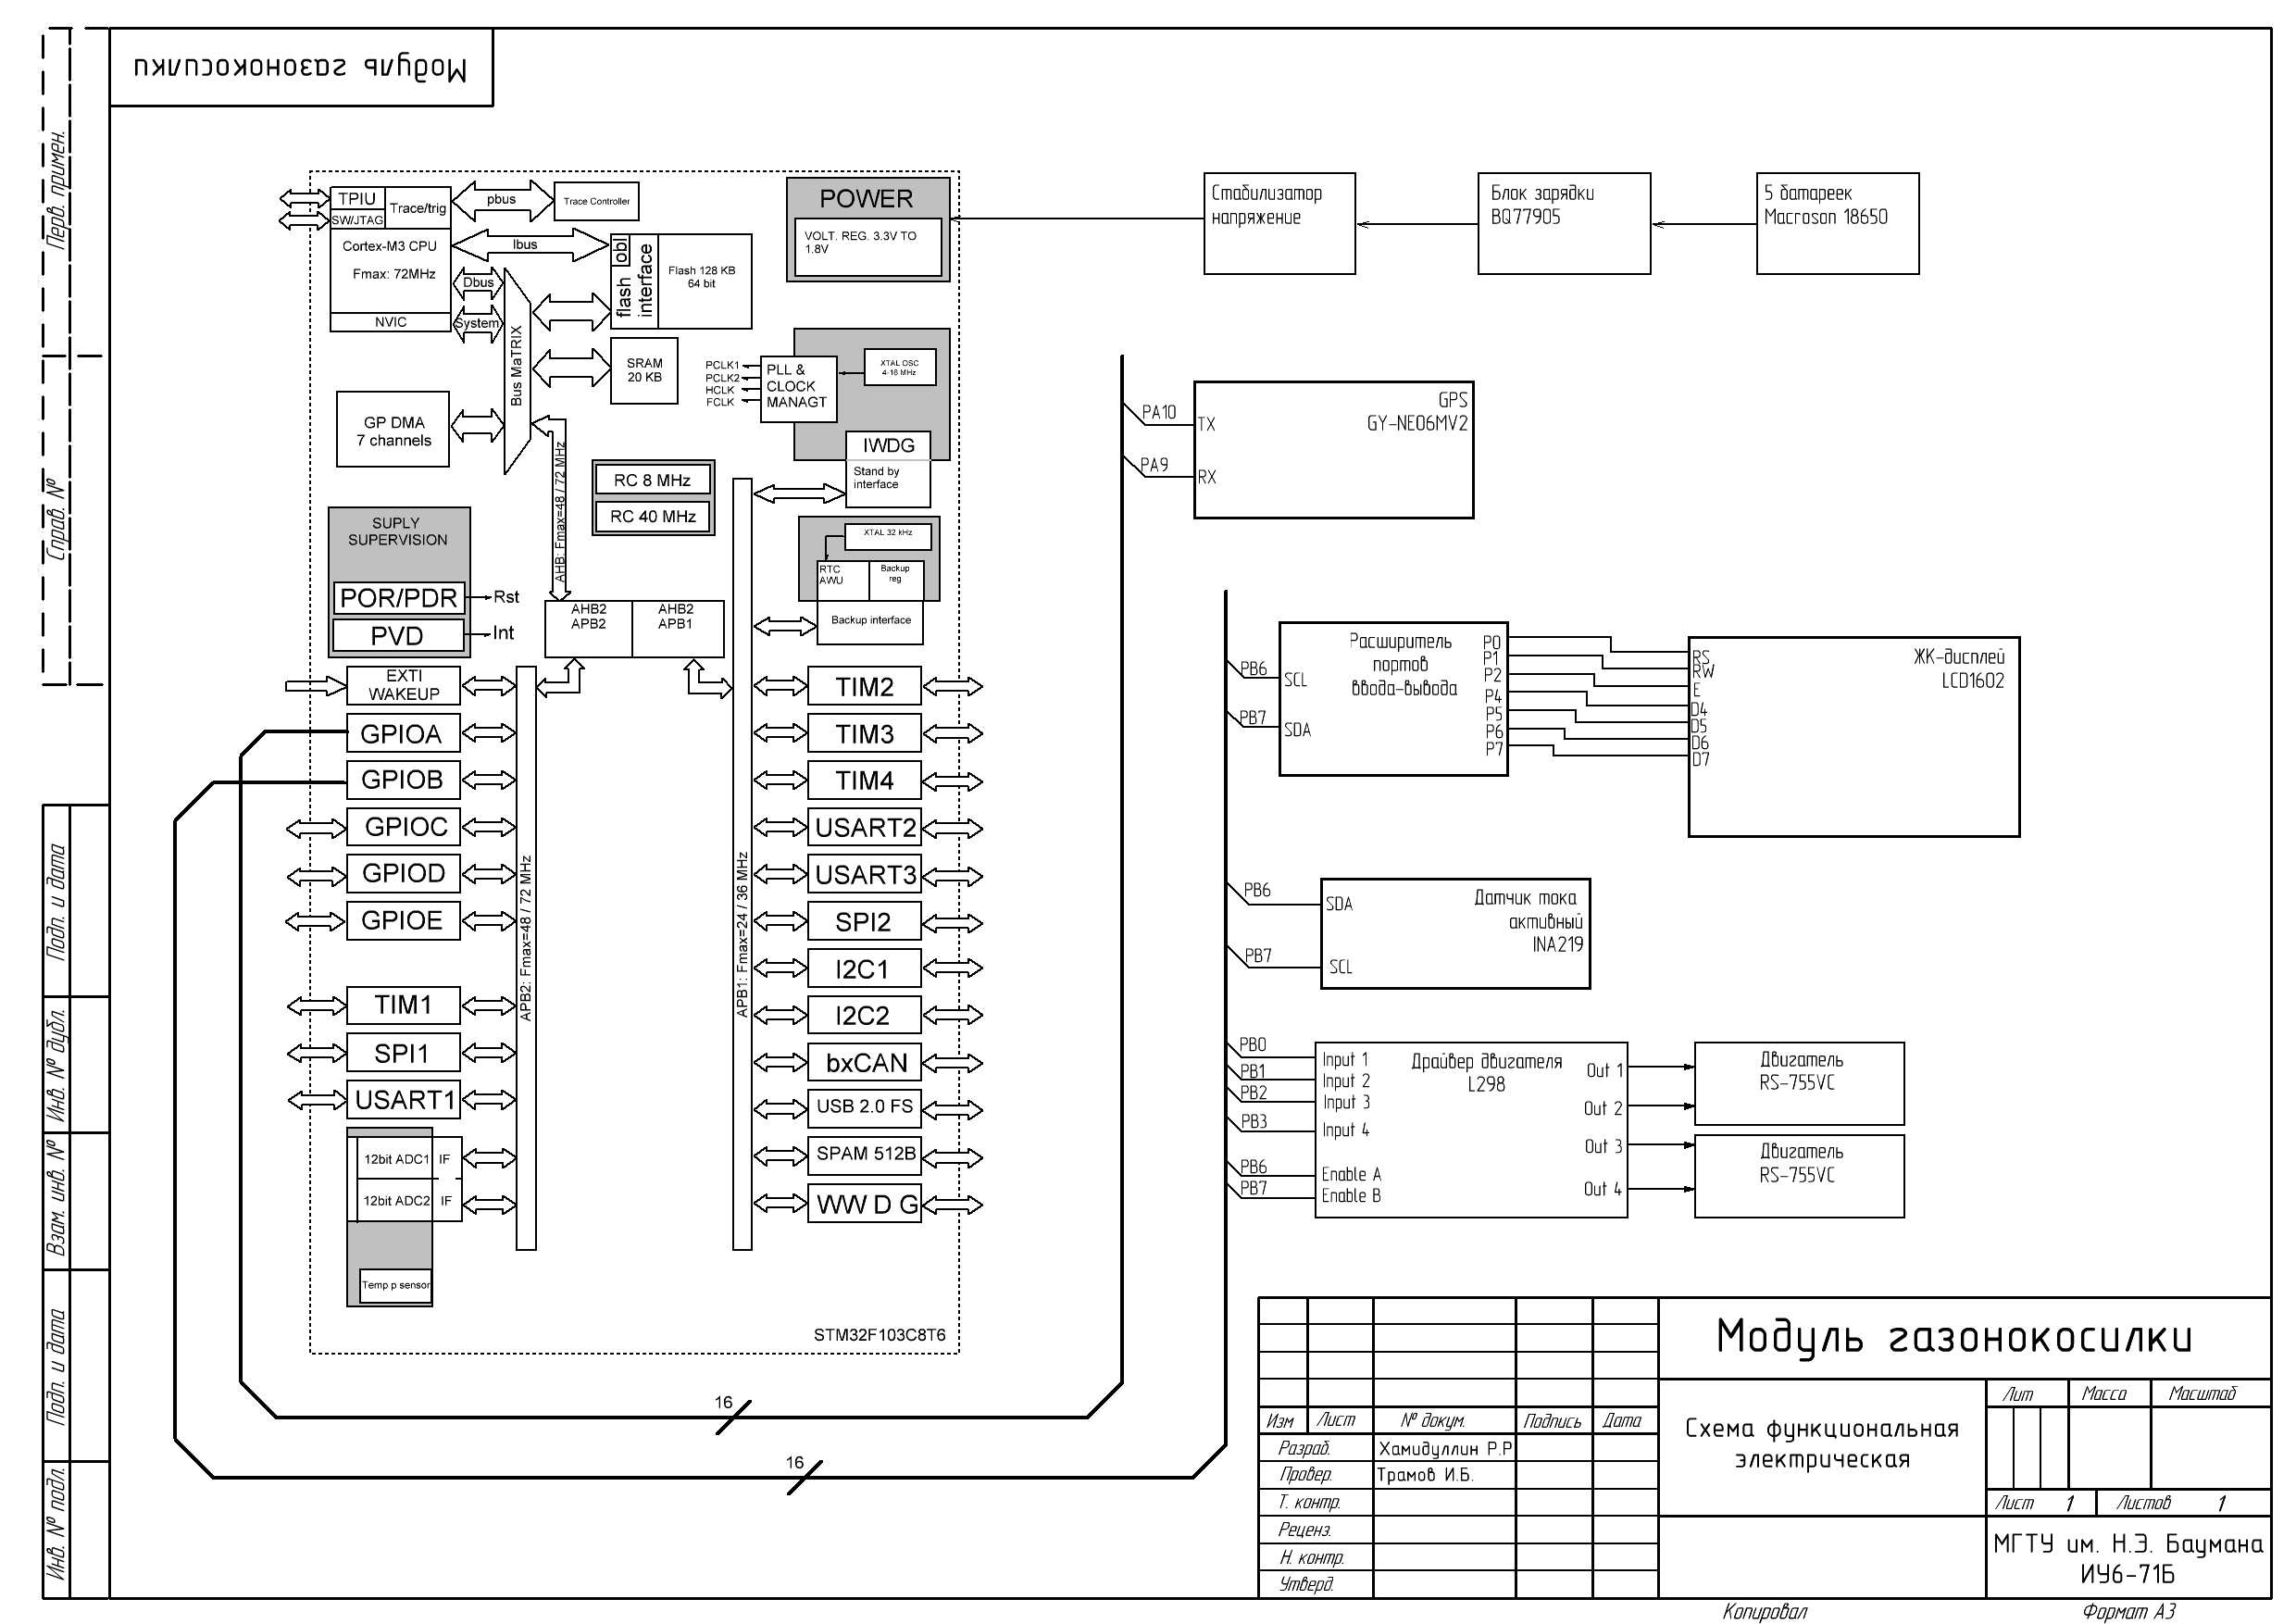 Модуль газонокосилки
Перв. примен.
Справ. №
Подп. и дата
Инв. № дубл.
Взам. инв. №
Подп. и дата
Инв. № подл.
TPIU
SW/JTAG
Trace/trig
Cortex-M3 CPU
Fmax: 72MHz
NVIC
pbus
Trace Controller
Ibus
Dbus
System
Bus MaTRIX
obl
flash
interface
Flash 128 KB
64 bit
SRAM
20 KB
GP DMA
7 channels
AHB: Fmax=48 / 72 MHz
POWER
VOLT. REG. 3.3V TO
1.8V
PCLK1
PCLK2
HCLK
FCLK
PLL &
CLOCK
MANAGT
XTAL OSC
4-16 MHz
IWDG
Stand by
interface
RC 8 MHz
RC 40 MHz
SUPLY
SUPERVISION
POR/PDR
Rst
PVD
Int
XTAL 32 kHz
RTC
AWU
Backup
reg
Backup interface
AHB2
APB2
AHB2
APB1
EXTI
WAKEUP
GPIOA
GPIOB
GPIOC
GPIOD
GPIOE
TIM1
SPI1
USART1
12bit ADC1
IF
12bit ADC2
IF
Temp p sensor
APB2: Fmax=48 / 72 MHz
APB1: Fmax=24 / 36 MHz
TIM2
TIM3
TIM4
USART2
USART3
SPI2
I2C1
I2C2
bxCAN
USB 2.0 FS
SPAM 512B
WW D G
STM32F103C8T6
16
16
Стабилизатор
напряжение
Блок зарядки
BQ77905
5 батареек
Macroson 18650
PA10
TX
PA9
RX
GPS
GY-NEO6MV2
PB6
SCL
PB7
SDA
Расширитель
портов
ввода-вывода
P0
P1
P2
P4
P5
P6
P7
RS
RW
E
D4
D5
D6
D7
ЖК-дисплей
LCD1602
PB6
SDA
PB7
SCL
Датчик тока
активный
INA219
PB0
PB1
PB2
PB3
PB6
PB7
Input 1
Input 2
Input 3
Input 4
Enable A
Enable B
Драйвер двигателя
L298
Out 1
Out 2
Out 3
Out 4
Двигатель
RS-755VC
Двигатель
RS-755VC
Модуль газонокосилки
Схема функциональная
электрическая
Изм Лист № докум. Подпись Дата
Разраб. Хамидуллин Р.Р
Провер. Трамов И.Б.
Т. контр.
Реценз.
Н. контр.
Утверд.
Лит Масса Масштаб
Лист 1 Листов 1
МГТУ им. Н.Э. Баумана
ИУ6-71Б
Копировал Формат А3